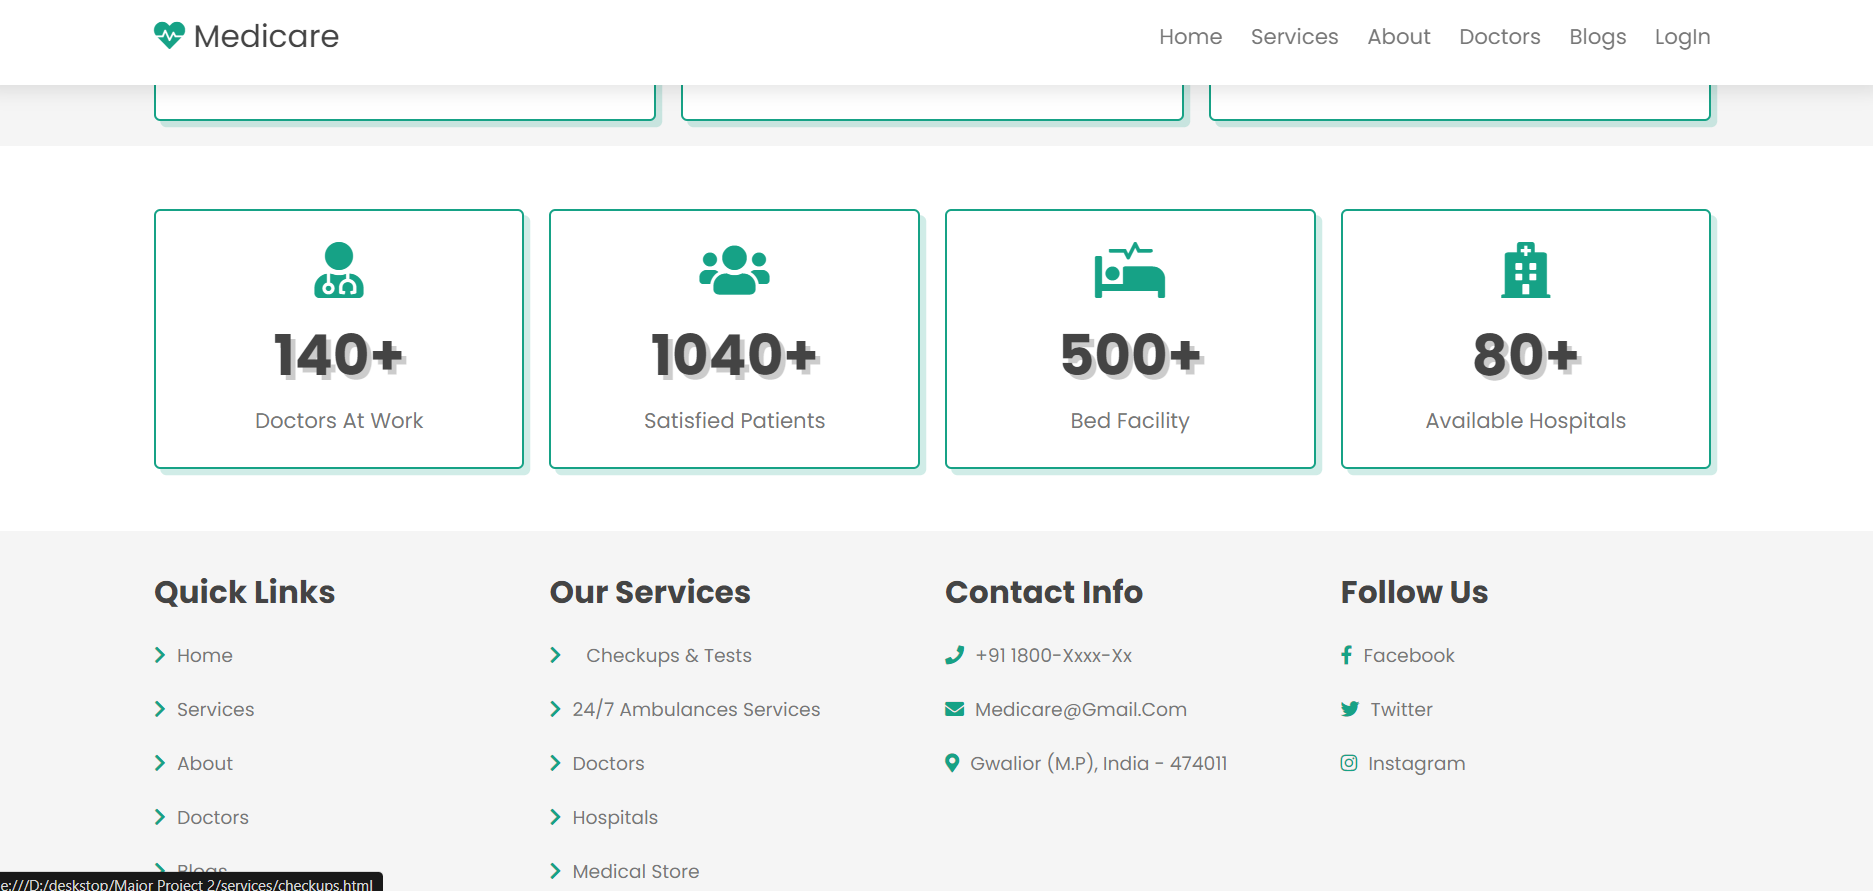 Medicare
Home Services About Doctors Blogs LogIn
140+ 1040+ 500+ 80+
Doctors At Work Satisfied Patients Bed Facility Available Hospitals
Quick Links Our Services Contact Info Follow Us
Home Checkups & Tests +91 1800-Xxxx-Xx Facebook
Services 24/7 Ambulances Services Medicare@Gmail.Com Twitter
About Doctors Gwalior (M.P), India - 474011 Instagram
Doctors Hospitals
Blogs Medical Store
e:///D:/deskstop/Major Project 2/services/checkups.html